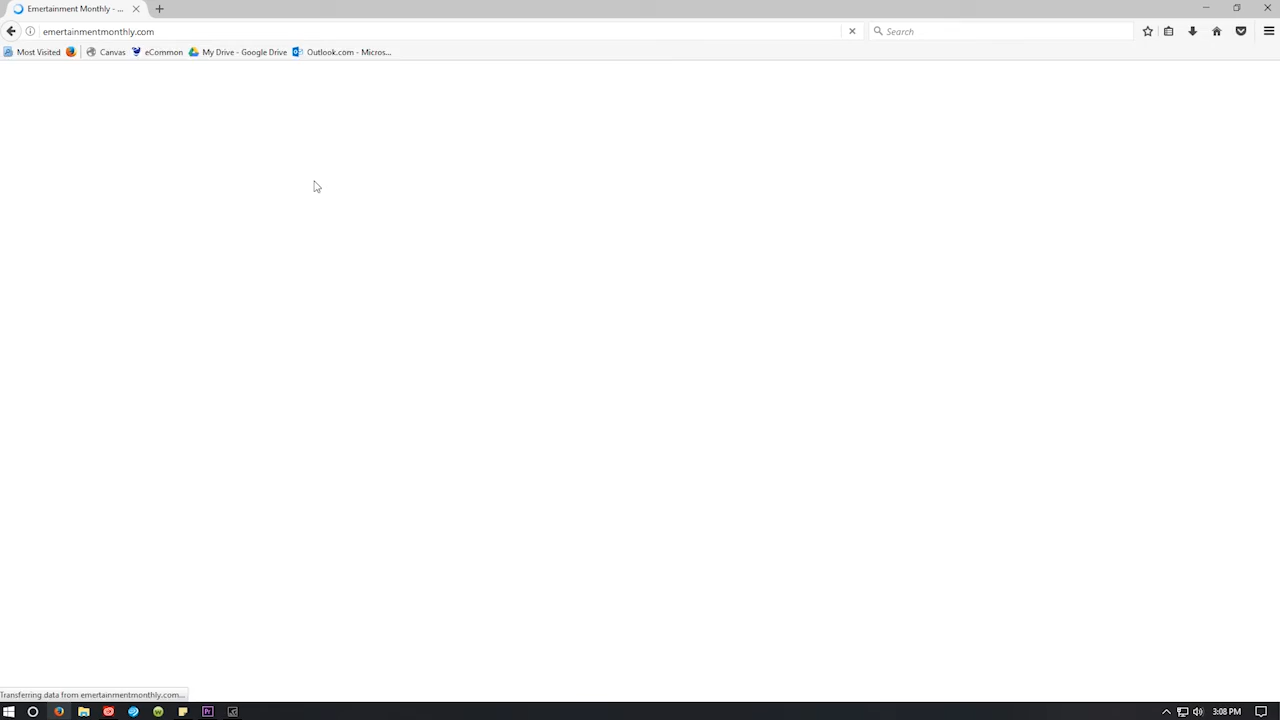 Emertainment Monthly - ...
emertainmentmonthly.com
Search
Most Visited
Canvas
eCommon
My Drive - Google Drive
Outlook.com - Micros...
Transferring data from emertainmentmonthly.com...
3:08 PM